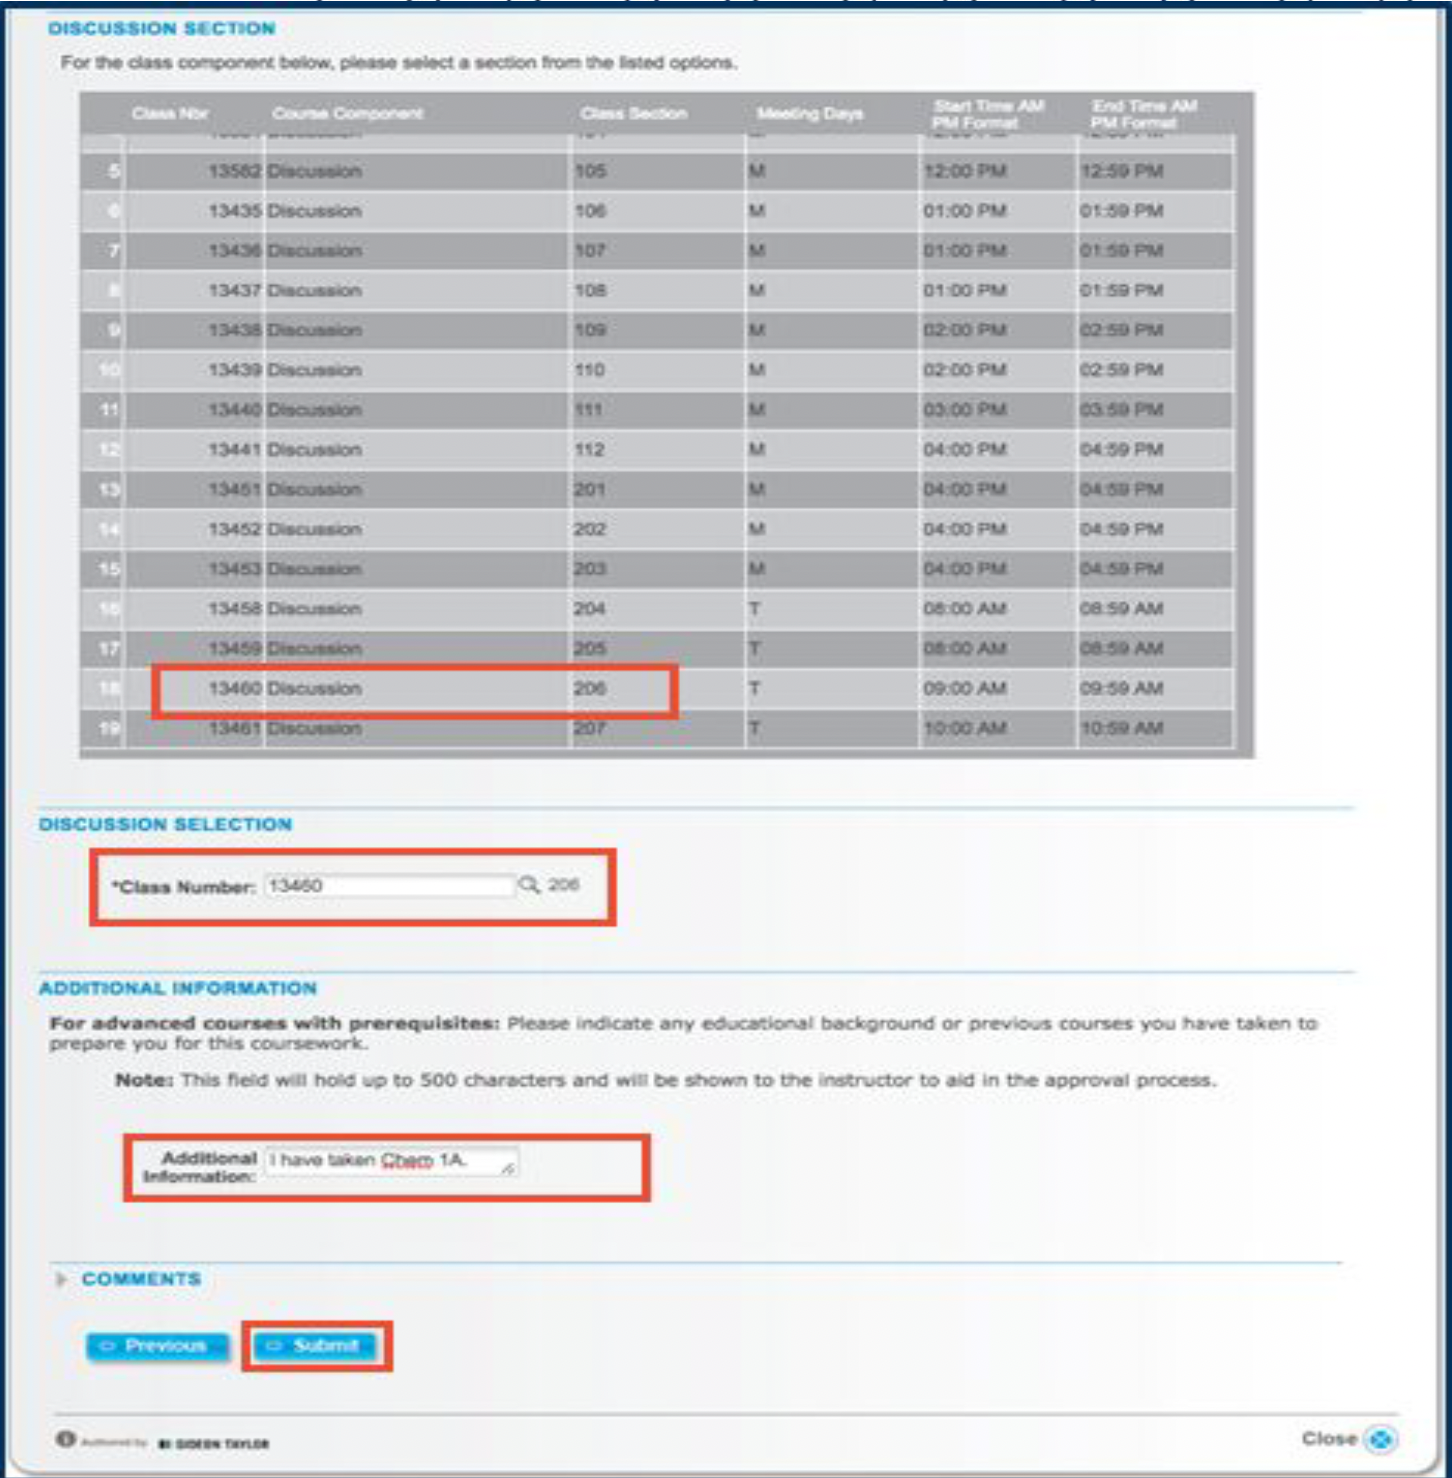 DISCUSSION SECTION
For the class component below, please select a section from the listed options.
Class Nbr Course Component Class Section Meeting Days Start Time AM PM Format End Time AM PM Format
5 13582 Discussion 105 M 12:00 PM 12:59 PM
6 13435 Discussion 106 M 01:00 PM 01:59 PM
7 13436 Discussion 107 M 01:00 PM 01:59 PM
8 13437 Discussion 108 M 01:00 PM 01:59 PM
9 13438 Discussion 109 M 02:00 PM 02:59 PM
10 13439 Discussion 110 M 02:00 PM 02:59 PM
11 13440 Discussion 111 M 03:00 PM 03:59 PM
12 13441 Discussion 112 M 04:00 PM 04:59 PM
13 13451 Discussion 201 M 04:00 PM 04:59 PM
14 13452 Discussion 202 M 04:00 PM 04:59 PM
15 13453 Discussion 203 M 04:00 PM 04:59 PM
16 13458 Discussion 204 T 08:00 AM 08:59 AM
17 13459 Discussion 205 T 08:00 AM 08:59 AM
18 13460 Discussion 206 T 09:00 AM 09:59 AM
19 13461 Discussion 207 T 10:00 AM 10:59 AM
DISCUSSION SELECTION
*Class Number: 13460 206
ADDITIONAL INFORMATION
For advanced courses with prerequisites: Please indicate any educational background or previous courses you have taken to
prepare you for this coursework.
Note: This field will hold up to 500 characters and will be shown to the instructor to aid in the approval process.
Additional I have taken Chem 1A.
Information:
COMMENTS
Previous Submit
Authored by GIDEON TAYLOR Close